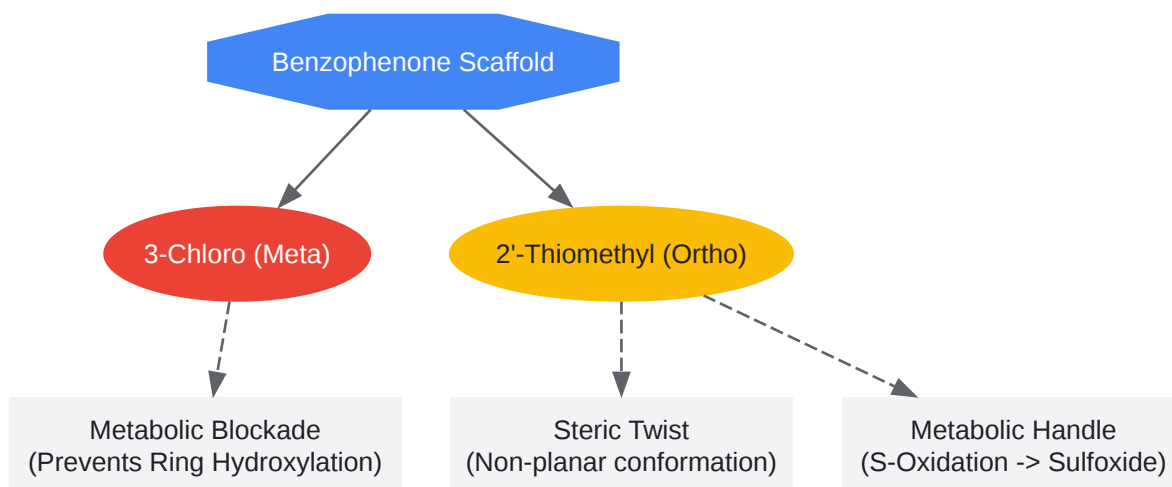 Benzophenone Scaffold
3-Chloro (Meta)
2'-Thiomethyl (Ortho)
Metabolic Blockade
(Prevents Ring Hydroxylation)
Steric Twist
(Non-planar conformation)
Metabolic Handle
(S-Oxidation -> Sulfoxide)